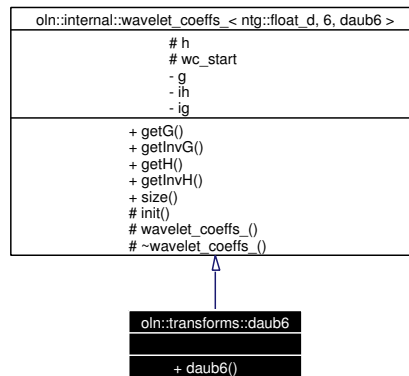 oln::internal::wavelet_coeffs_< ntg::float_d, 6, daub6 >
# h
# wc_start
- g
- ih
- ig
+ getG()
+ getInvG()
+ getH()
+ getInvH()
+ size()
# init()
# wavelet_coeffs_()
# ~wavelet_coeffs_()
oln::transforms::daub6
+ daub6()